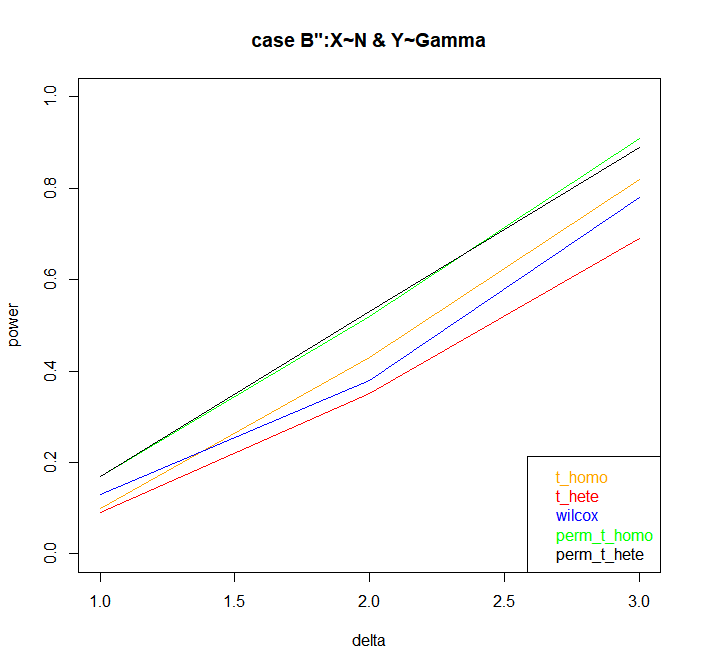 case B":X~N & Y~Gamma
power
1.0
0.8
0.6
0.4
0.2
0.0
t_homo
t_hete
wilcox
perm_t_homo
perm_t_hete
1.0 1.5 2.0 2.5 3.0
delta